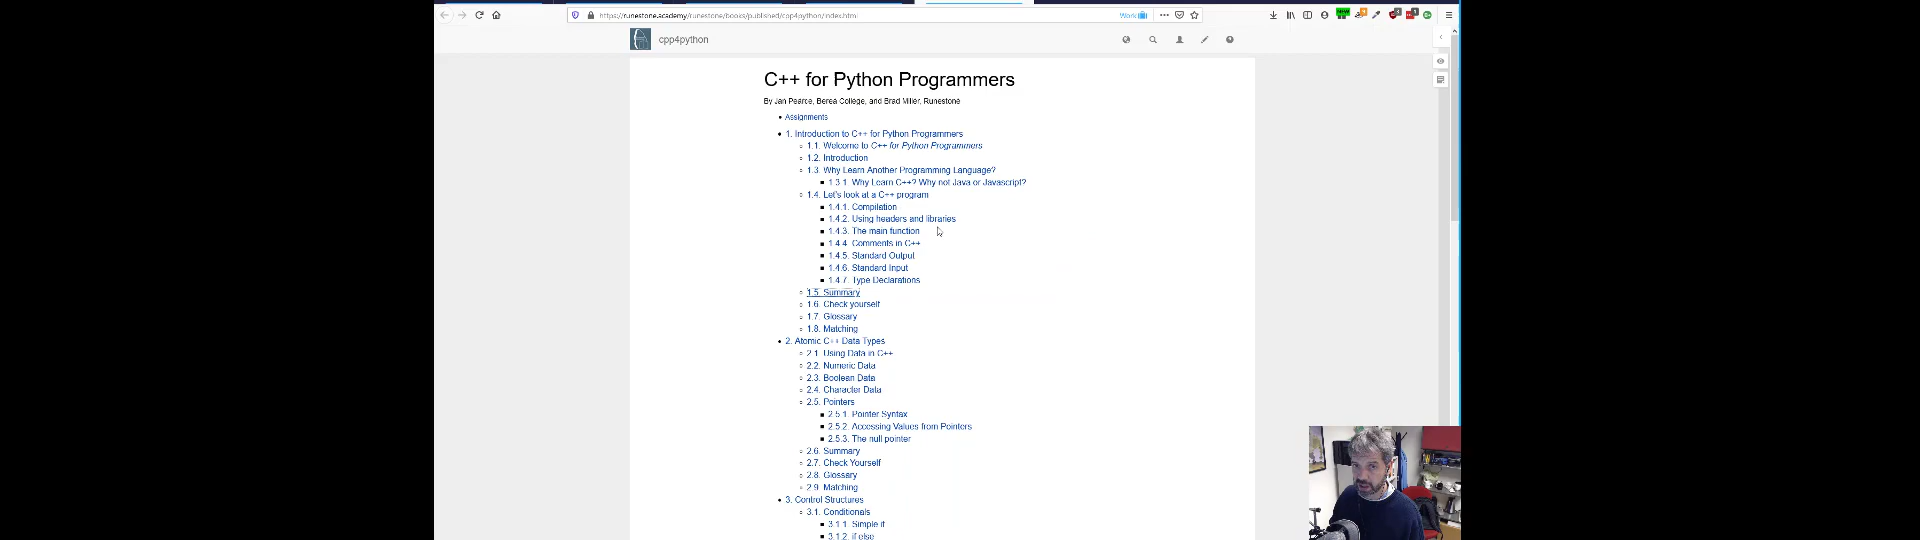 https://runestone.academy/runestone/books/published/cpp4python/index.html
Work
cpp4python
C++ for Python Programmers
By Jan Pearce, Berea College, and Brad Miller, Runestone
Assignments
1. Introduction to C++ for Python Programmers
1.1. Welcome to C++ for Python Programmers
1.2. Introduction
1.3. Why Learn Another Programming Language?
1.3.1. Why Learn C++? Why not Java or Javascript?
1.4. Let's look at a C++ program
1.4.1. Compilation
1.4.2. Using headers and libraries
1.4.3. The main function
1.4.4. Comments in C++
1.4.5. Standard Output
1.4.6. Standard Input
1.4.7. Type Declarations
1.5. Summary
1.6. Check yourself
1.7. Glossary
1.8. Matching
2. Atomic C++ Data Types
2.1. Using Data in C++
2.2. Numeric Data
2.3. Boolean Data
2.4. Character Data
2.5. Pointers
2.5.1. Pointer Syntax
2.5.2. Accessing Values from Pointers
2.5.3. The null pointer
2.6. Summary
2.7. Check Yourself
2.8. Glossary
2.9. Matching
3. Control Structures
3.1. Conditionals
3.1.1. Simple if
3.1.2. if else